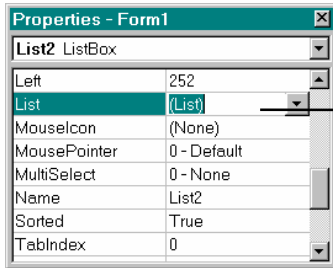 Properties - Form1
List2 ListBox
Left 252
List (List)
MouseIcon (None)
MousePointer 0 - Default
MultiSelect 0 - None
Name List2
Sorted True
TabIndex 0